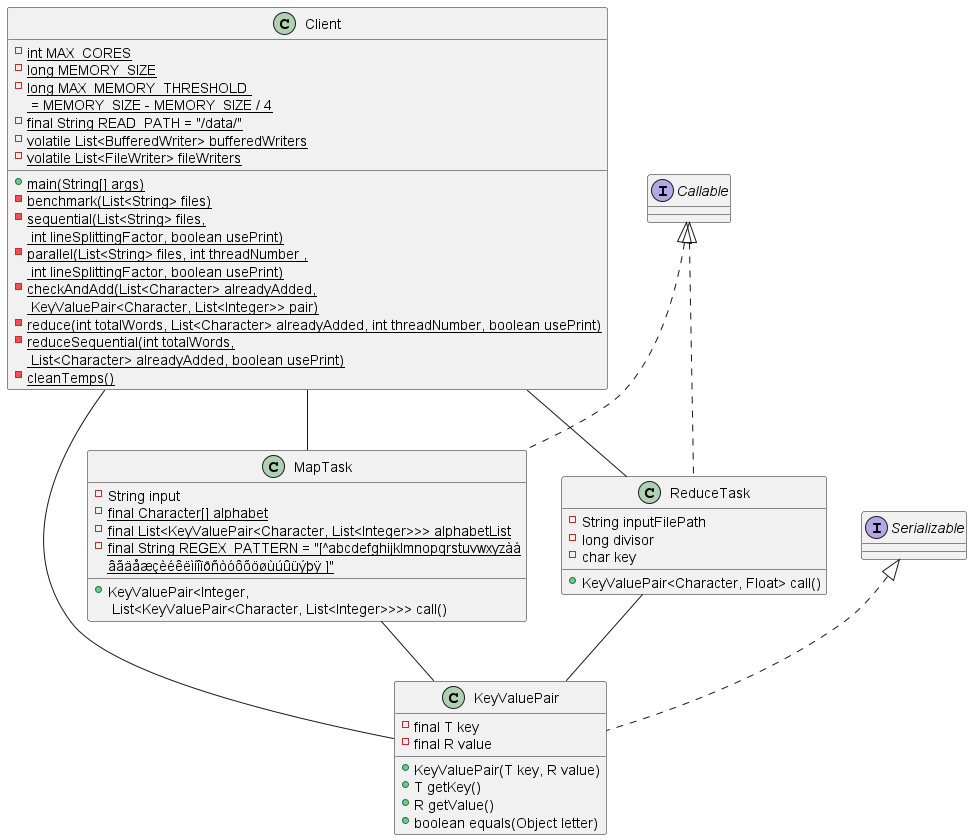 C Client
int MAX_CORES
long MEMORY_SIZE
long MAX_MEMORY_THRESHOLD
= MEMORY_SIZE - MEMORY_SIZE / 4
final String READ_PATH = "/data/"
volatile List<BufferedWriter> bufferedWriters
volatile List<FileWriter> fileWriters
main(String[] args)
benchmark(List<String> files)
sequential(List<String> files,
int lineSplittingFactor, boolean usePrint)
parallel(List<String> files, int threadNumber ,
int lineSplittingFactor, boolean usePrint)
checkAndAdd(List<Character> alreadyAdded,
KeyValuePair<Character, List<Integer>> pair)
reduce(int totalWords, List<Character> alreadyAdded, int threadNumber, boolean usePrint)
reduceSequential(int totalWords,
List<Character> alreadyAdded, boolean usePrint)
cleanTemps()
I Callable
C MapTask
String input
final Character[] alphabet
final List<KeyValuePair<Character, List<Integer>>> alphabetList
final String REGEX_PATTERN = "[^abcdefghijklmnopqrstuvwxyzàá
âãäåæçèéêëìíîïðñòóôõöøùúûüýþÿ ]"
KeyValuePair<Integer,
List<KeyValuePair<Character, List<Integer>>>> call()
C ReduceTask
String inputFilePath
long divisor
char key
KeyValuePair<Character, Float> call()
I Serializable
C KeyValuePair
final T key
final R value
KeyValuePair(T key, R value)
T getKey()
R getValue()
boolean equals(Object letter)